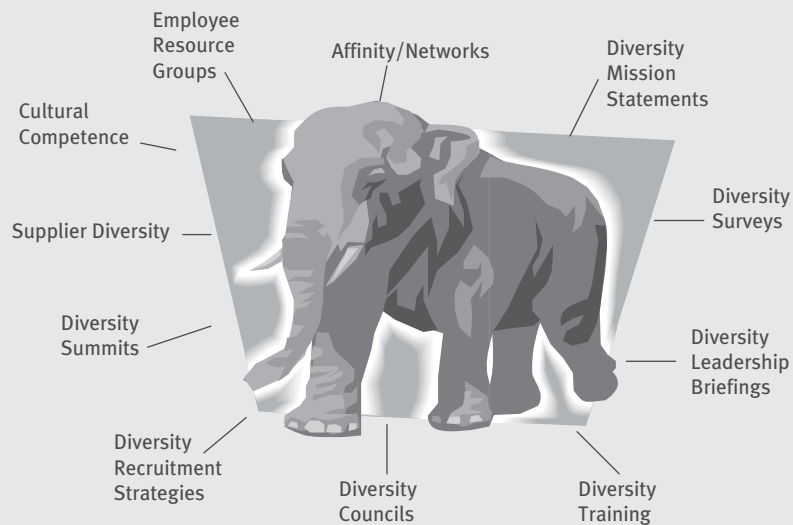 Employee
Resource
Groups
Affinity/Networks
Diversity
Mission
Statements
Cultural
Competence
Diversity
Surveys
Supplier Diversity
Diversity
Summits
Diversity
Leadership
Briefings
Diversity
Recruitment
Strategies
Diversity
Councils
Diversity
Training